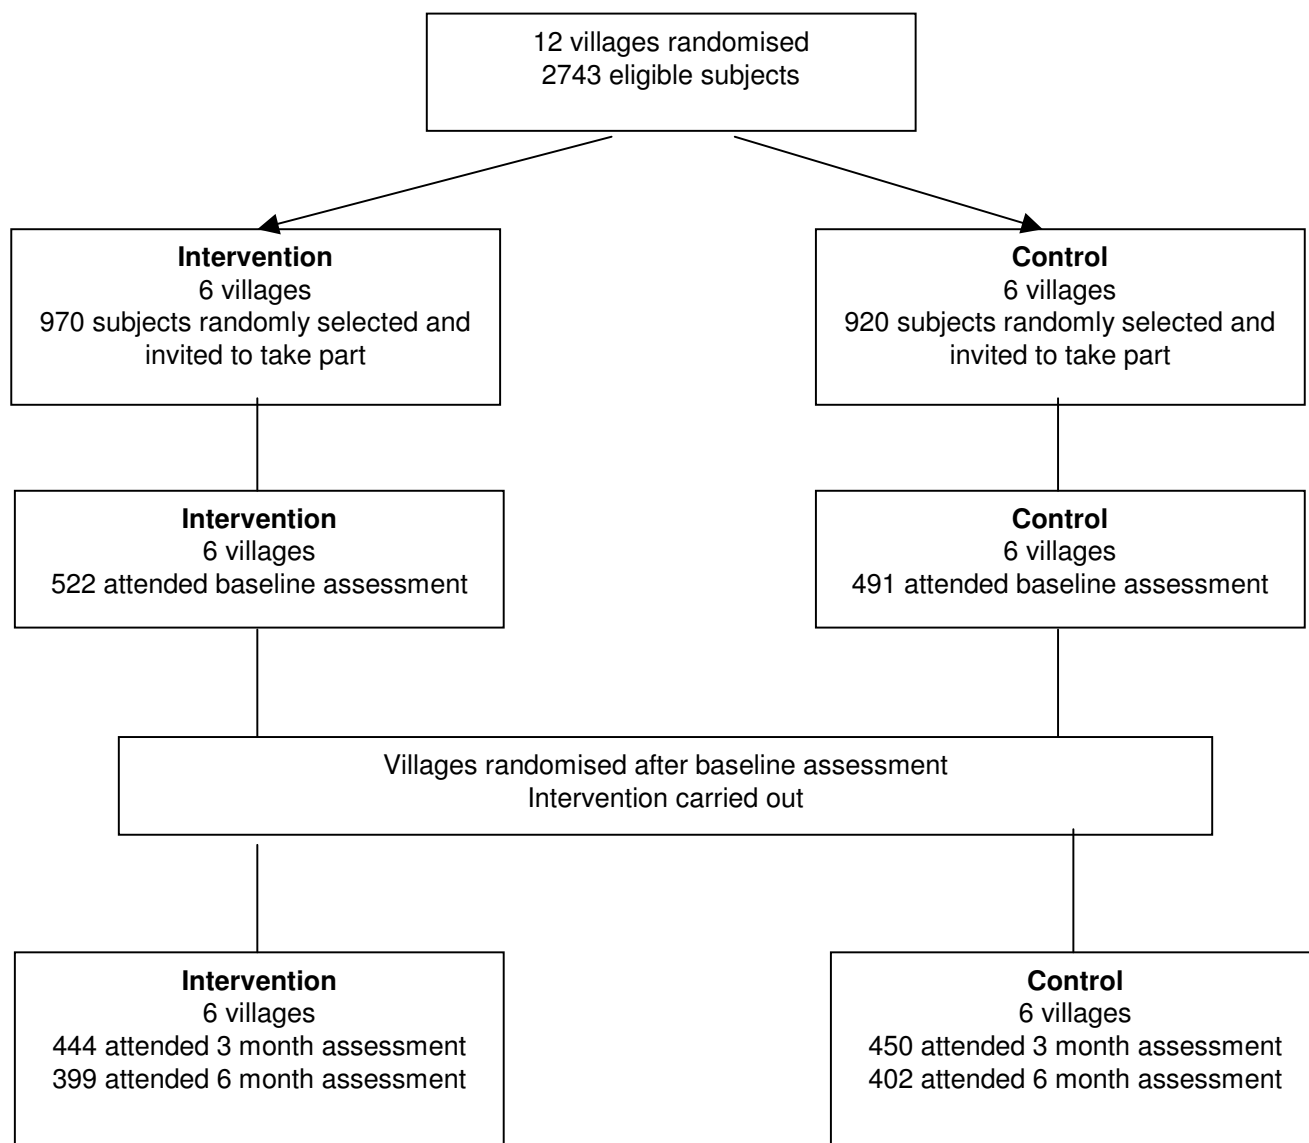 12 villages randomised
2743 eligible subjects
Intervention
6 villages
970 subjects randomly selected and
invited to take part
Control
6 villages
920 subjects randomly selected and
invited to take part
Intervention
6 villages
522 attended baseline assessment
Control
6 villages
491 attended baseline assessment
Villages randomised after baseline assessment
Intervention carried out
Intervention
6 villages
444 attended 3 month assessment
399 attended 6 month assessment
Control
6 villages
450 attended 3 month assessment
402 attended 6 month assessment